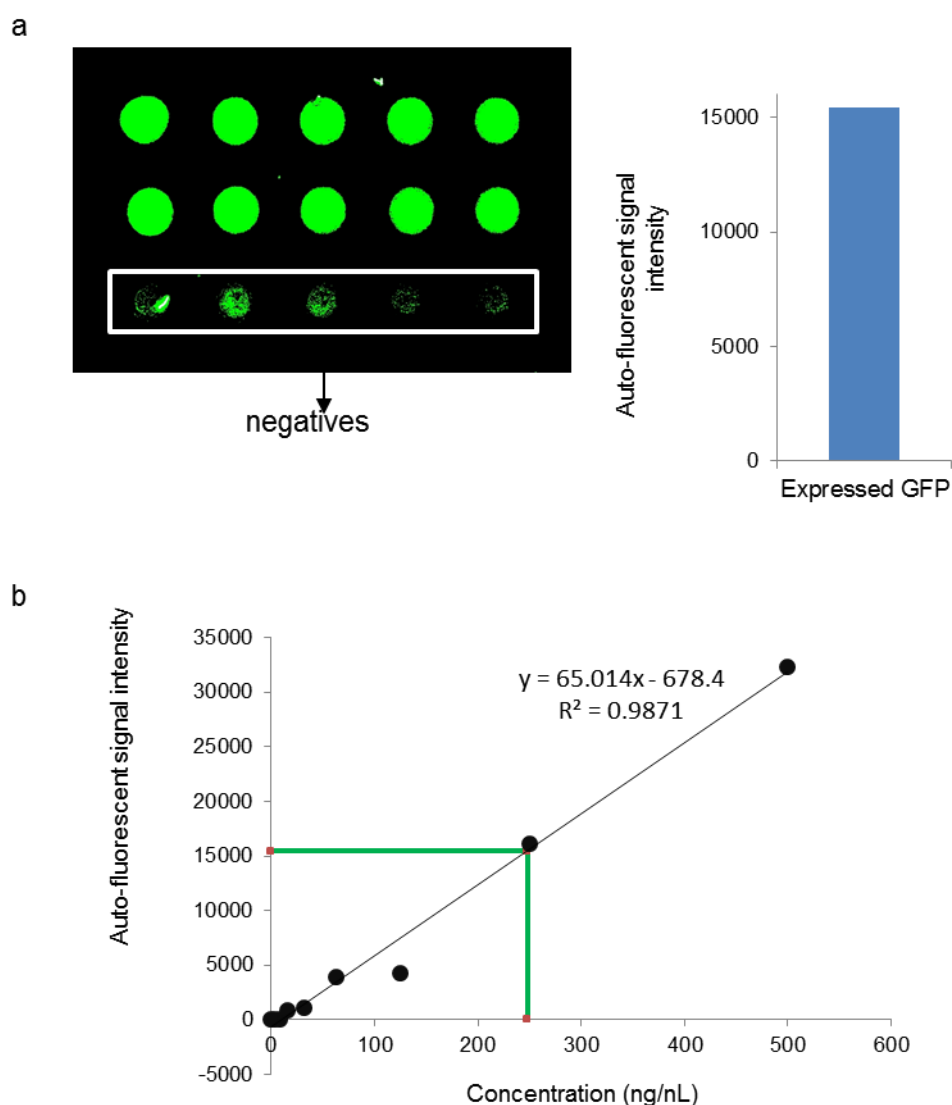 a
negatives
Auto-fluorescent signal
intensity
15000
10000
5000
0
Expressed GFP
b
Auto-fluorescent signal intensity
35000
30000
25000
20000
15000
10000
5000
0
-5000
y = 65.014x - 678.4
R² = 0.9871
0 100 200 300 400 500 600
Concentration (ng/nL)